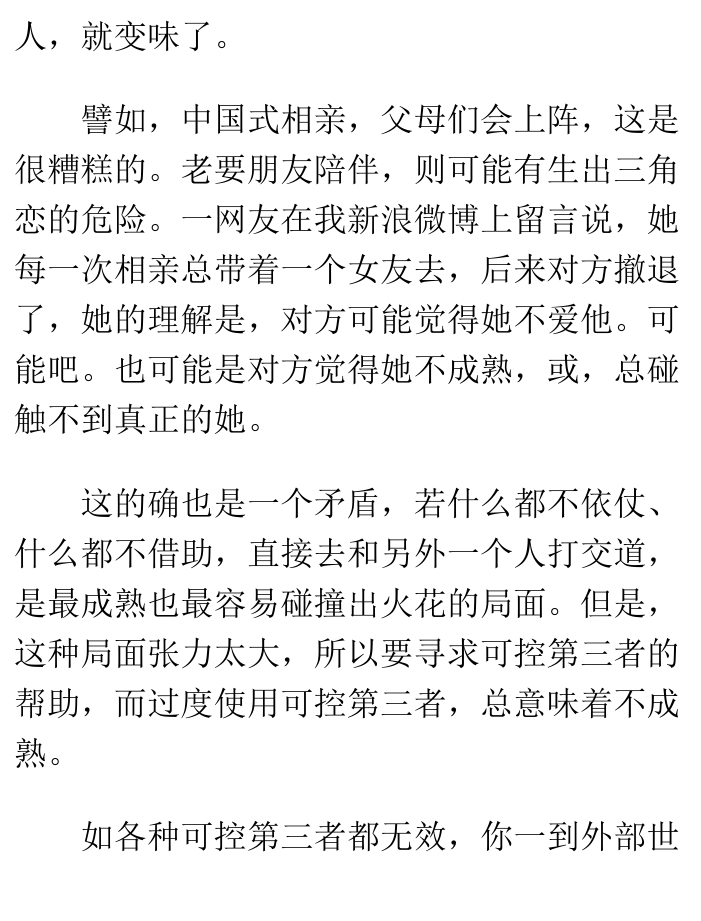 人，就变味了。
譬如，中国式相亲，父母们会上阵，这是
很糟糕的。老要朋友陪伴，则可能有生出三角
恋的危险。一网友在我新浪微博上留言说，她
每一次相亲总带着一个女友去，后来对方撤退
了，她的理解是，对方可能觉得她不爱他。可
能吧。也可能是对方觉得她不成熟，或，总碰
触不到真正的她。
这的确也是一个矛盾，若什么都不依仗、
什么都不借助，直接去和另外一个人打交道，
是最成熟也最容易碰撞出火花的局面。但是，
这种局面张力太大，所以要寻求可控第三者的
帮助，而过度使用可控第三者，总意味着不成
熟。
如各种可控第三者都无效，你一到外部世